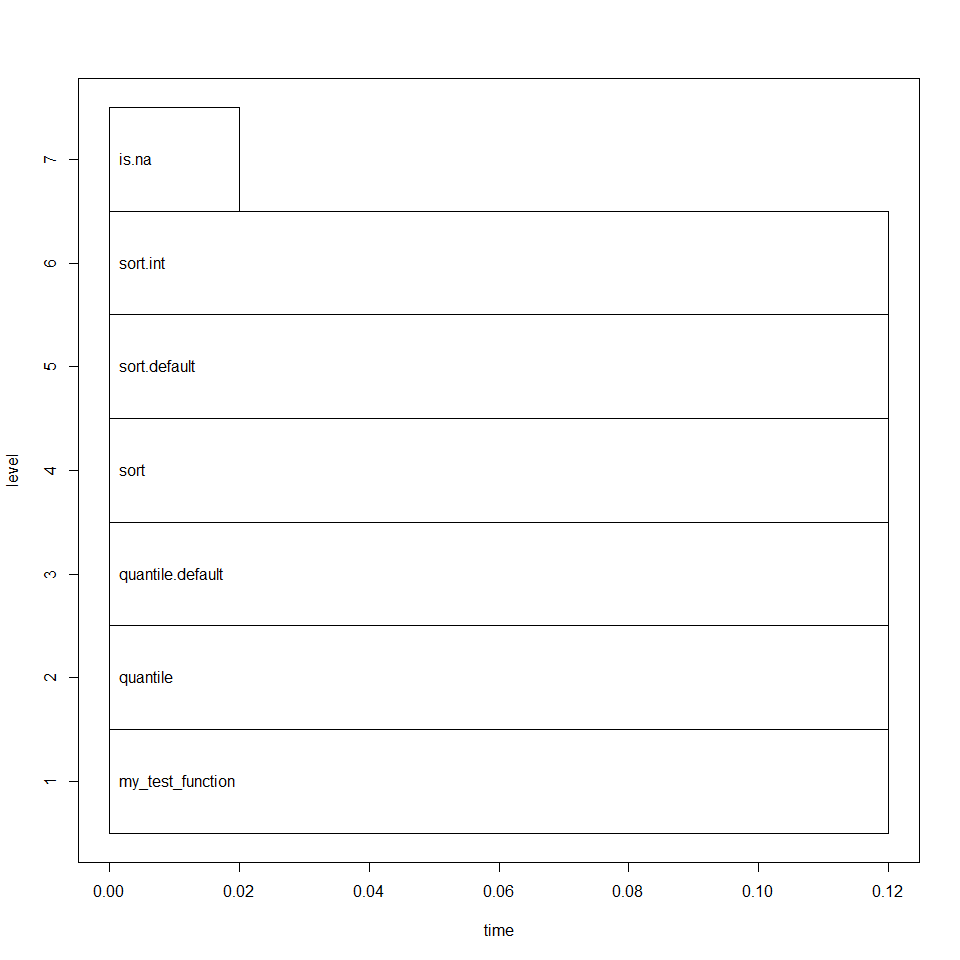 7
is.na
6
sort.int
5
sort.default
4
sort
level
3
quantile.default
2
quantile
1
my_test_function
0.00 0.02 0.04 0.06 0.08 0.10 0.12
time